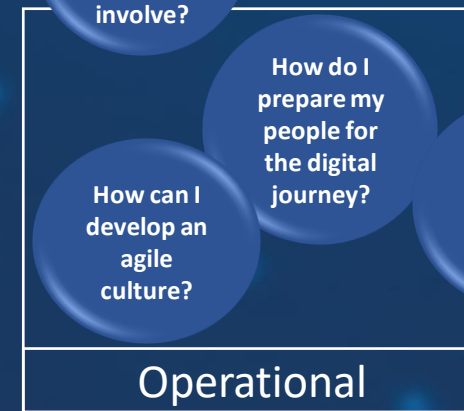 involve?
How do I
prepare my
people for
the digital
journey?
How can I
develop an
agile
culture?
Operational